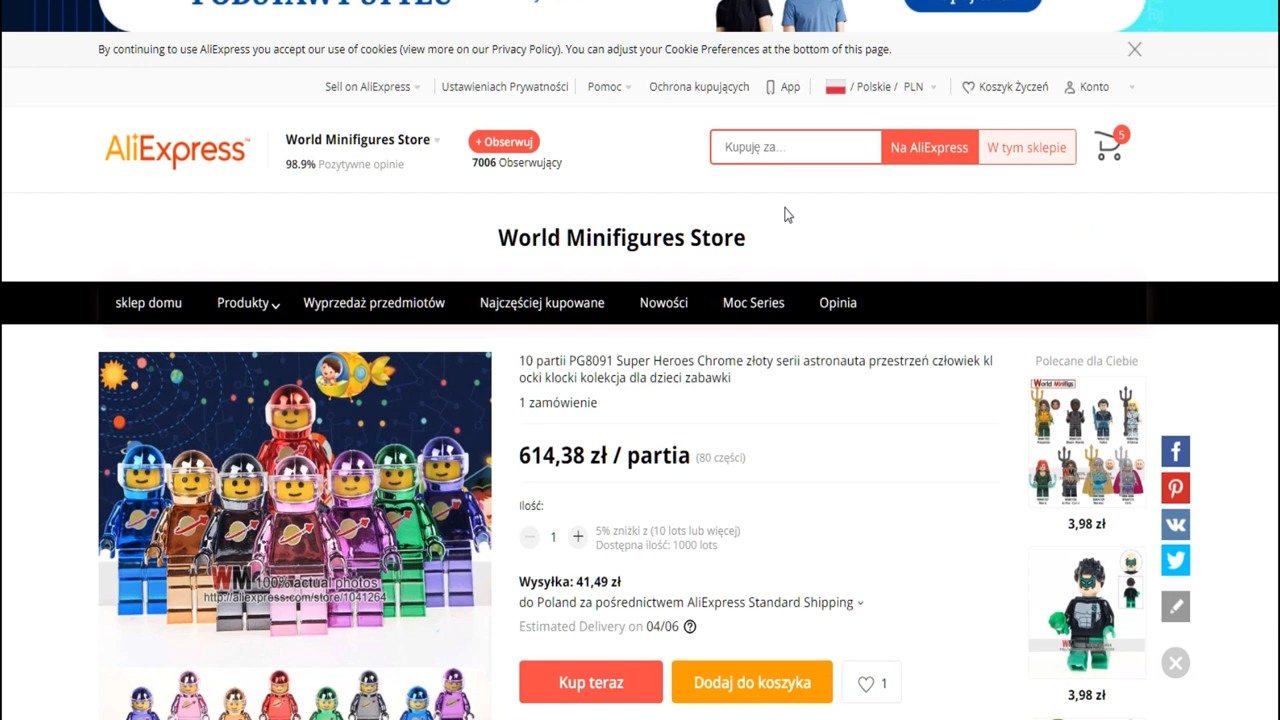 By continuing to use AliExpress you accept our use of cookies (view more on our Privacy Policy). You can adjust your Cookie Preferences at the bottom of this page.
Sell on AliExpress
Ustawieniach Prywatności
Pomoc
Ochrona kupujących
App
/ Polskie / PLN
Koszyk Życzeń
Konto
AliExpress™
World Minifigures Store
98.9% Pozytywne opinie
+ Obserwuj
7006 Obserwujący
Kupuję za...
Na AliExpress
W tym sklepie
5
World Minifigures Store
sklep domu
Produkty
Wyprzedaż przedmiotów
Najczęściej kupowane
Nowości
Moc Series
Opinia
10 partii PG8091 Super Heroes Chrome złoty serii astronauta przestrzeń człowiek kl
ocki klocki kolekcja dla dzieci zabawki
1 zamówienie
614,38 zł / partia (80 części)
Ilość:
1
5% zniżki z (10 lots lub więcej)
Dostępna ilość: 1000 lots
Wysyłka: 41,49 zł
do Poland za pośrednictwem AliExpress Standard Shipping
Estimated Delivery on 04/06
Kup teraz
Dodaj do koszyka
1
WM 100% actual photos
http://aliexpress.com/store/1041264
Polecane dla Ciebie
World Minifigs
3,98 zł
3,98 zł